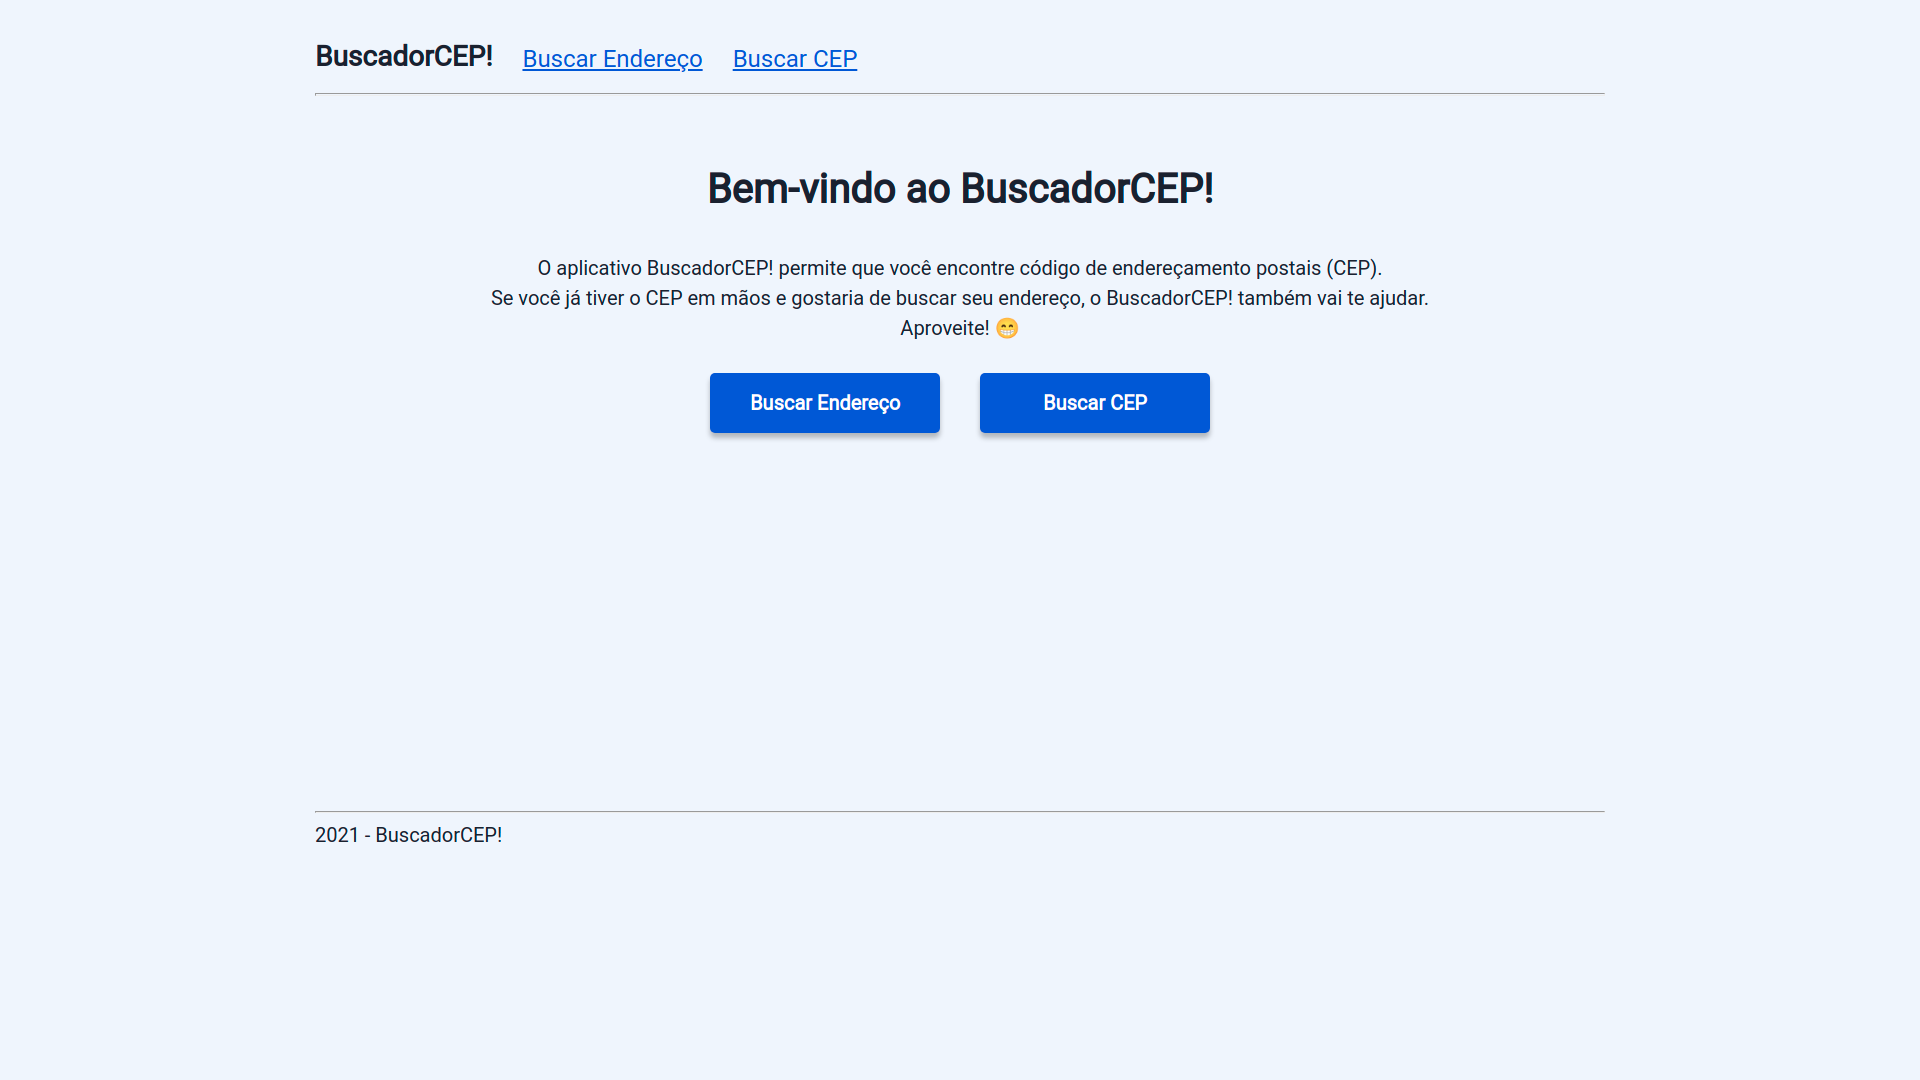 BuscadorCEP! Buscar Endereço Buscar CEP
Bem-vindo ao BuscadorCEP!
O aplicativo BuscadorCEP! permite que você encontre código de endereçamento postais (CEP).
Se você já tiver o CEP em mãos e gostaria de buscar seu endereço, o BuscadorCEP! também vai te ajudar.
Aproveite! 😁
Buscar Endereço Buscar CEP
2021 - BuscadorCEP!